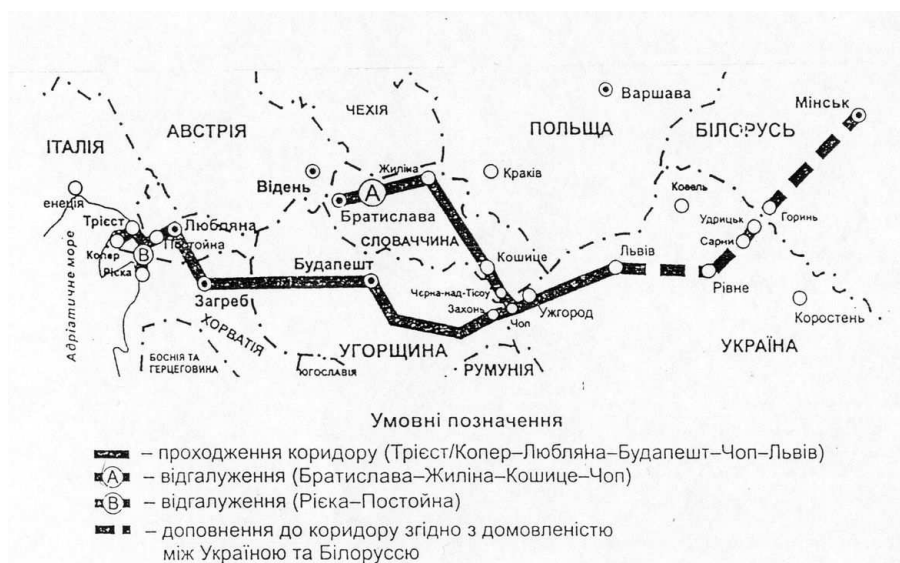 ЧЕХІЯ
Варшава
Мінськ
ІТАЛІЯ
АВСТРІЯ
ПОЛЬЩА
БІЛОРУСЬ
Жиліна
Відень
А
Краків
Ковель
енеція
Братислава
Удрицьк
Горинь
Трієст
Любляна
Сарни
Копер
В
Постойна
СЛОВАЧЧИНА
Рієка
Будапешт
Кошице
Львів
Адріатичне море
Загреб
Чєрна-над-Тісоу
Рівне
Захонь
Ужгород
Чоп
Коростень
ХОРВАТІЯ
УГОРЩИНА
УКРАЇНА
БОСНІЯ ТА
ГЕРЦЕГОВИНА
ЮГОСЛАВІЯ
РУМУНІЯ
Умовні позначення
– проходження коридору (Трієст/Копер–Любляна–Будапешт–Чоп–Львів)
А – відгалуження (Братислава–Жиліна–Кошице–Чоп)
В – відгалуження (Рієка–Постойна)
– доповнення до коридору згідно з домовленістю
між Україною та Білоруссю